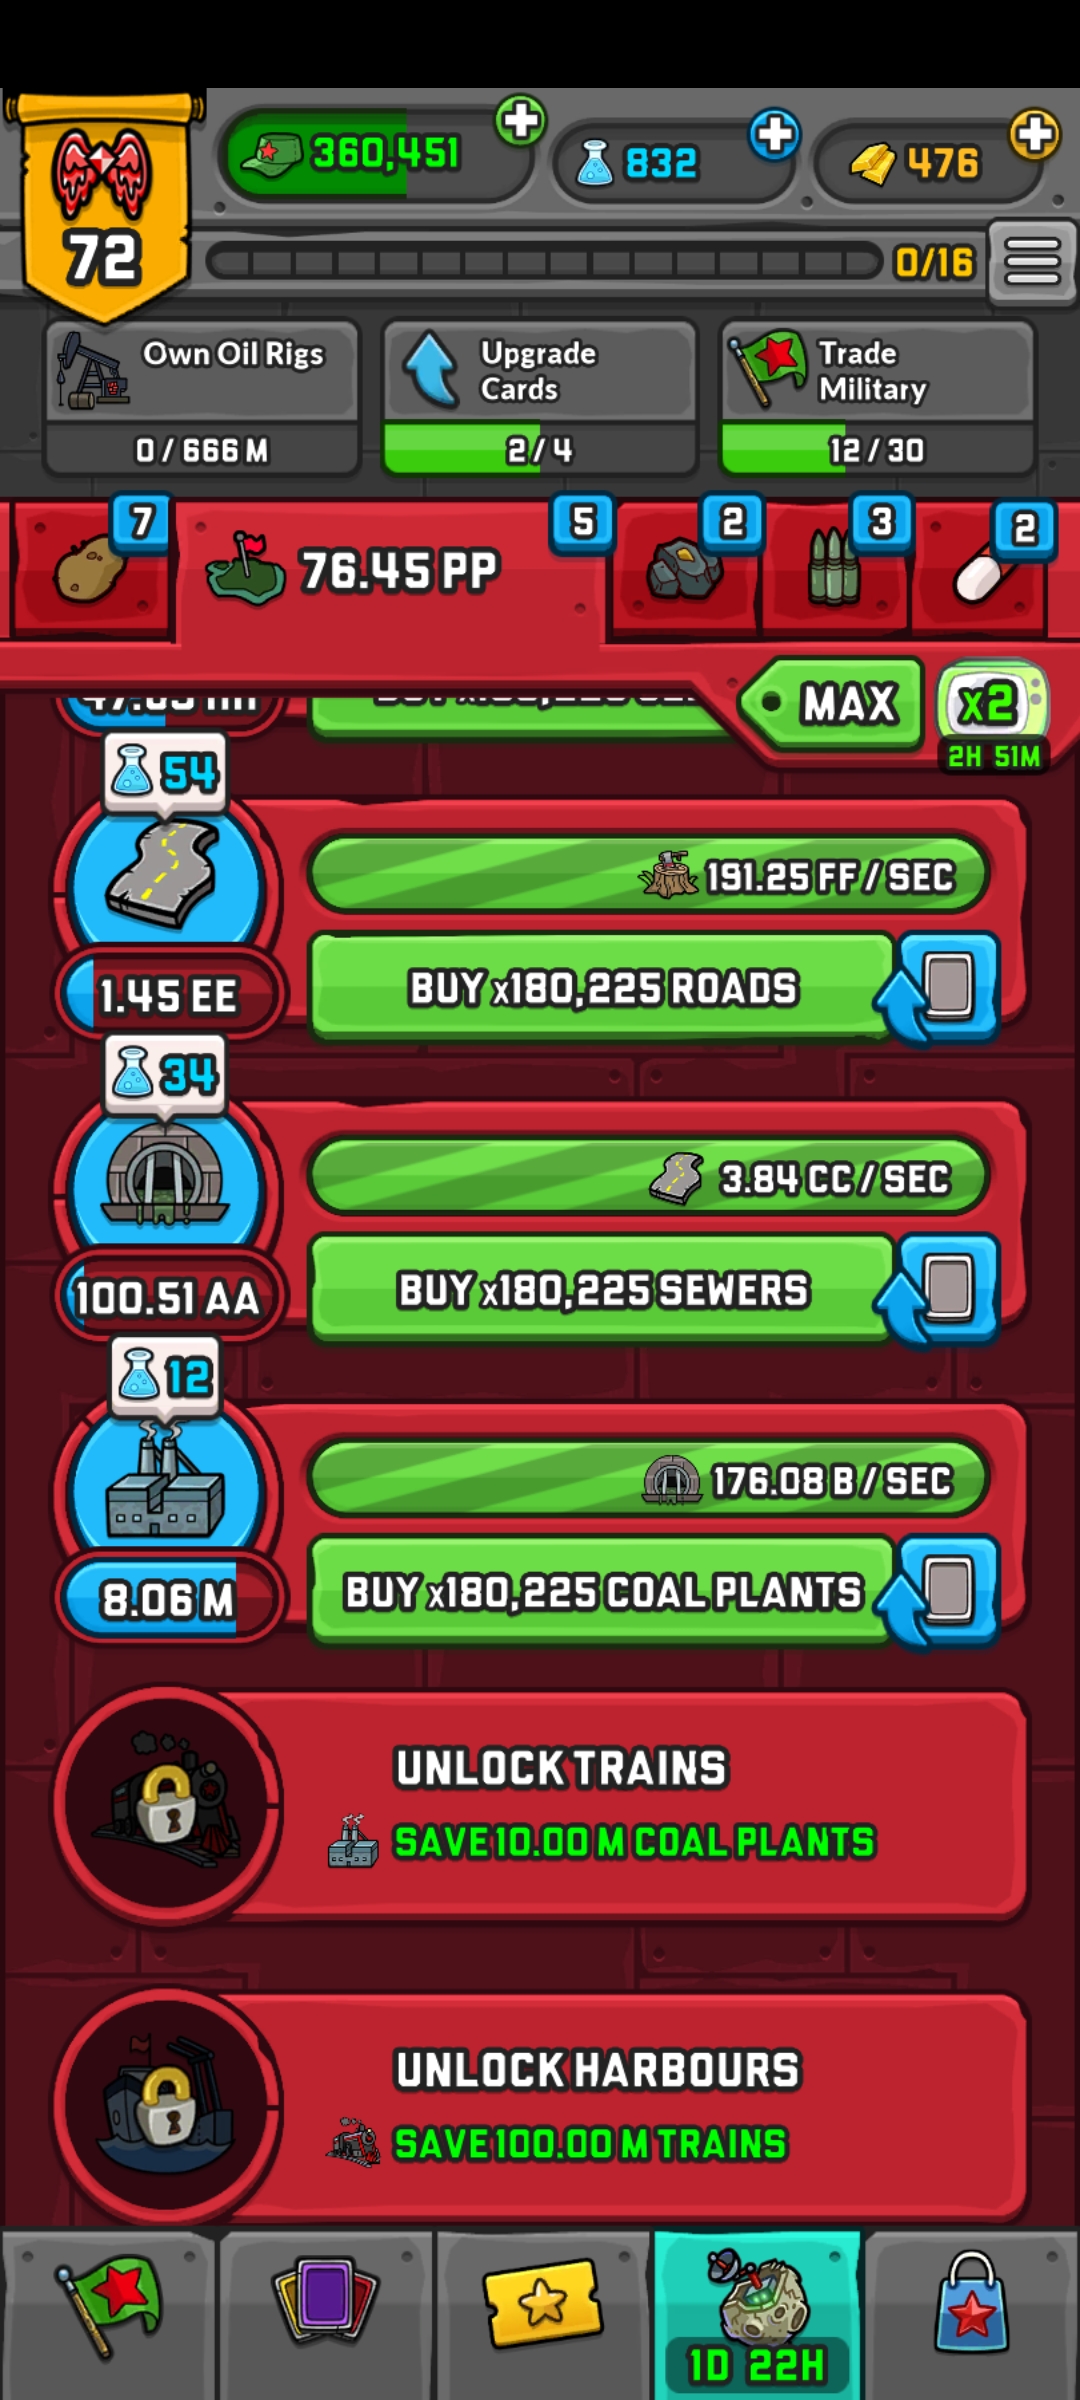 360,451
832
476
72
0/16
Own Oil Rigs
0 / 666 M
Upgrade
Cards
2 / 4
Trade
Military
12 / 30
7
76.45 PP
5
2
3
2
MAX
x2
2H 51M
54
191.25 FF / SEC
1.45 EE
BUY x180,225 ROADS
34
3.84 CC / SEC
100.51 AA
BUY x180,225 SEWERS
12
176.08 B / SEC
8.06 M
BUY x180,225 COAL PLANTS
UNLOCK TRAINS
SAVE 10.00 M COAL PLANTS
UNLOCK HARBOURS
SAVE 100.00 M TRAINS
1D 22H